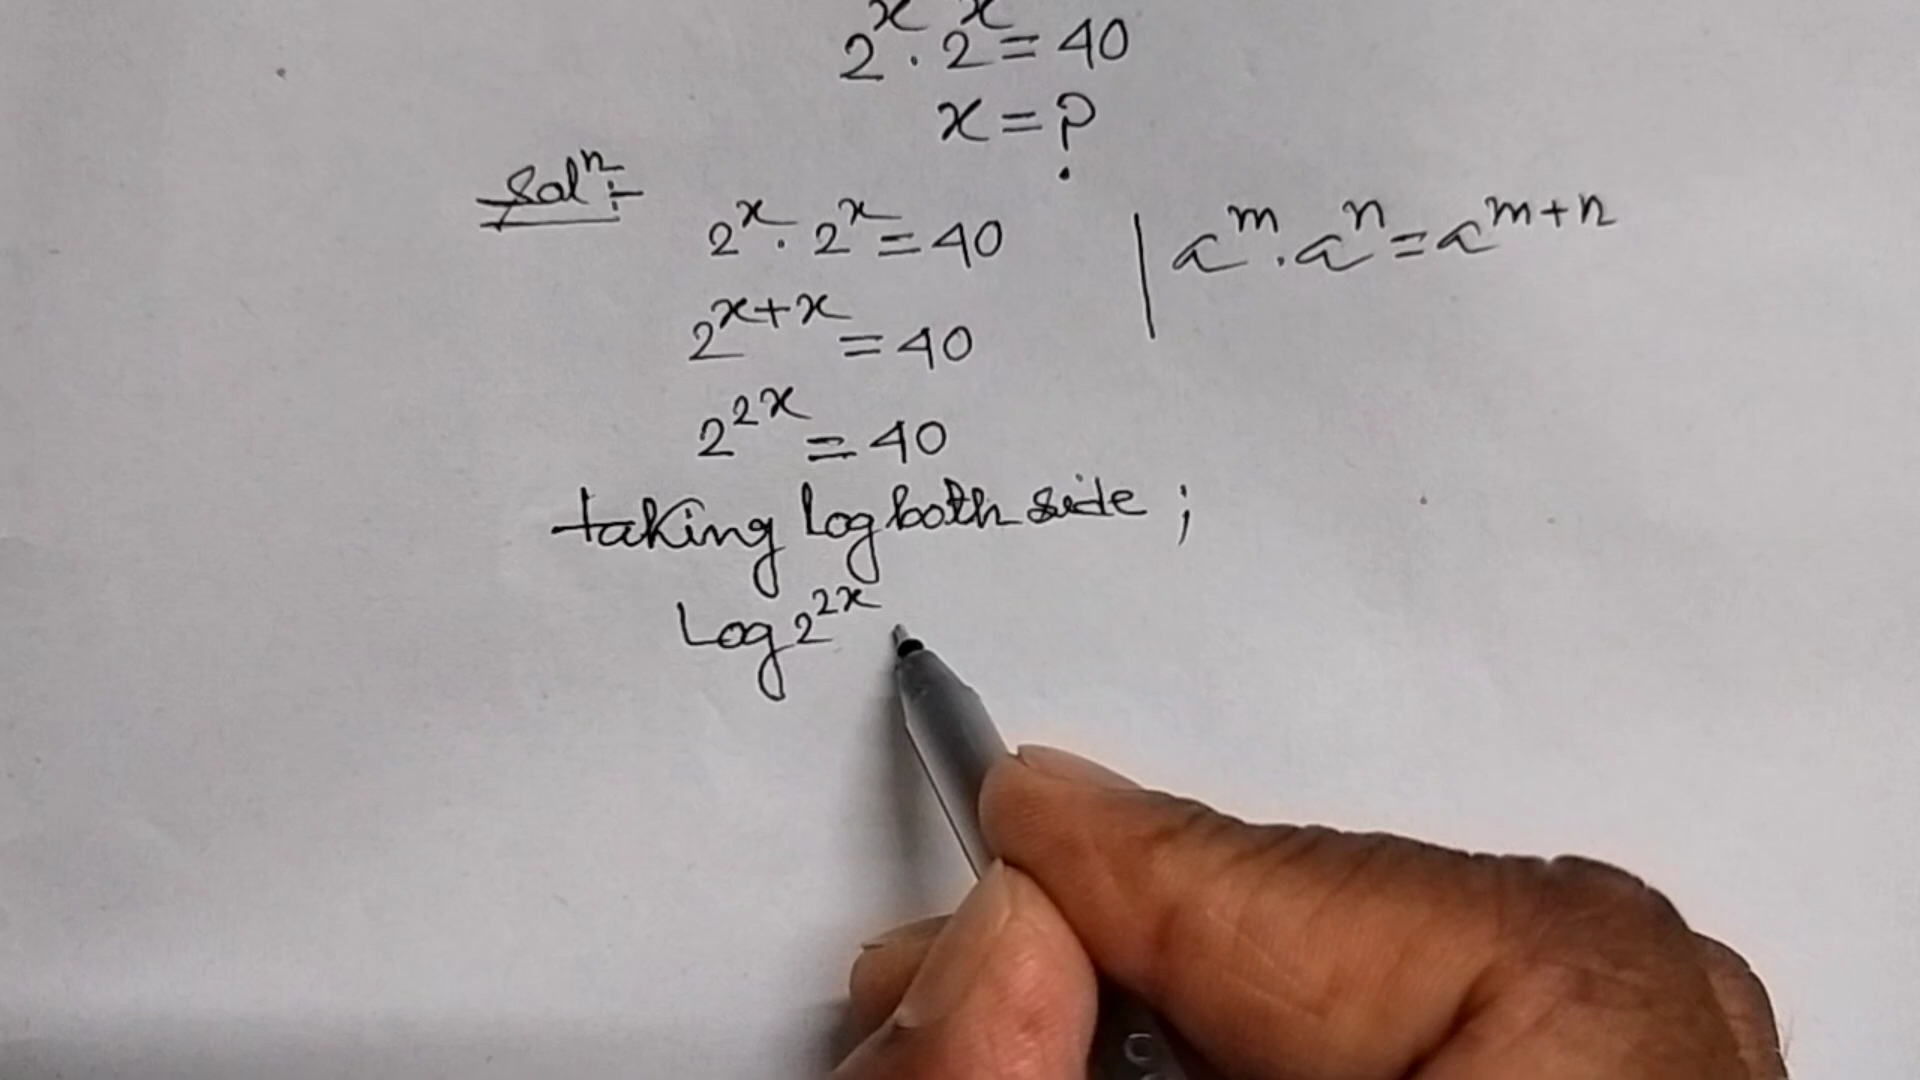 2^x . 2^x = 40
x = ?
Sol^n :-
2^x . 2^x = 40 | a^m . a^n = a^(m+n)
2^(x+x) = 40
2^(2x) = 40
taking log both side ;
Log 2^(2x)